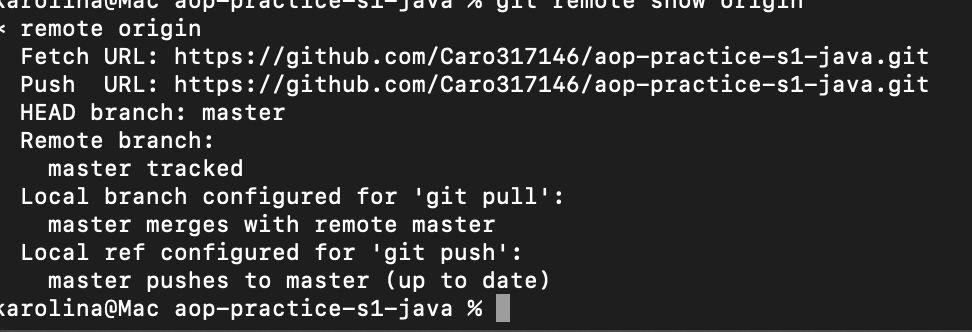 karolina@Mac aop-practice-s1-java % git remote show origin
* remote origin
  Fetch URL: https://github.com/Caro317146/aop-practice-s1-java.git
  Push  URL: https://github.com/Caro317146/aop-practice-s1-java.git
  HEAD branch: master
  Remote branch:
    master tracked
  Local branch configured for 'git pull':
    master merges with remote master
  Local ref configured for 'git push':
    master pushes to master (up to date)
karolina@Mac aop-practice-s1-java %